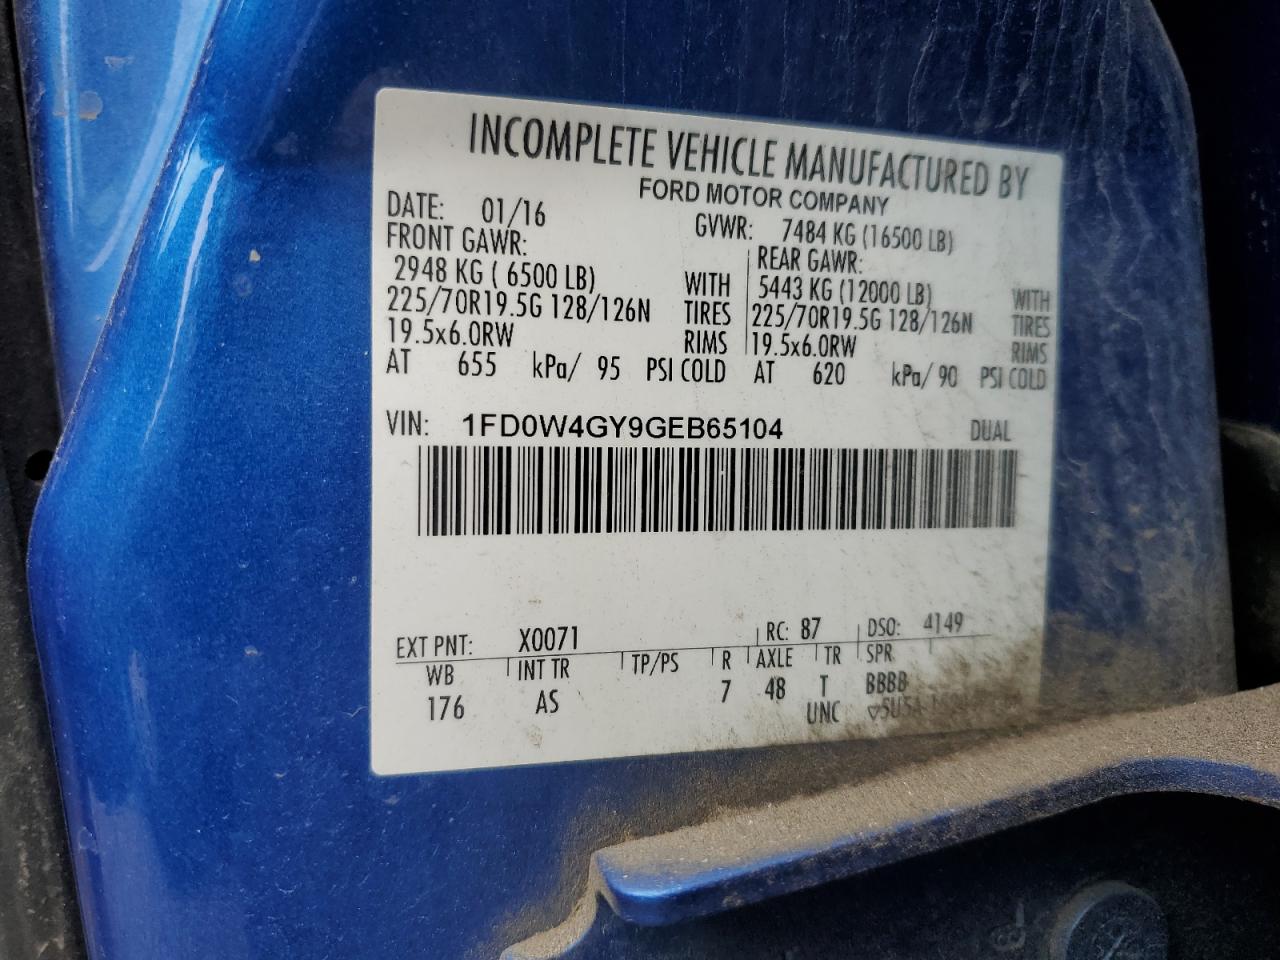 INCOMPLETE VEHICLE MANUFACTURED BY
FORD MOTOR COMPANY
DATE: 01/16 GVWR: 7484 KG (16500 LB)
FRONT GAWR: REAR GAWR:
2948 KG ( 6500 LB) WITH 5443 KG (12000 LB) WITH
225/70R19.5G 128/126N TIRES 225/70R19.5G 128/126N TIRES
19.5x6.0RW RIMS 19.5x6.0RW RIMS
AT 655 kPa/ 95 PSI COLD AT 620 kPa/ 90 PSI COLD
VIN: 1FD0W4GY9GEB65104 DUAL
EXT PNT: X0071 RC: 87 DSO: 4149
WB INT TR TP/PS R AXLE TR SPR
176 AS 7 48 T BBBB
UNC